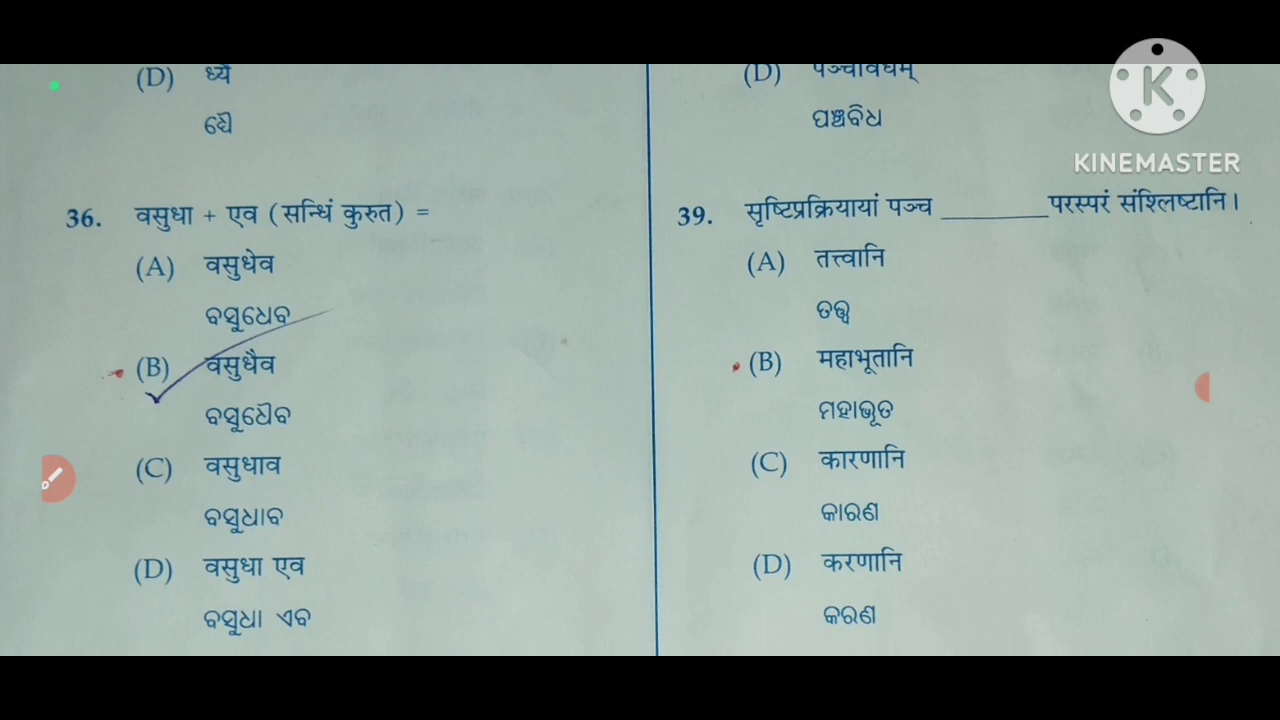 (D) ध्यै
ଧ୍ୟୈ
36. वसुधा + एव (सन्धिं कुरुत) =
(A) वसुधेव
ବସୁଧେବ
(B) वसुधैव
ବସୁଧୈବ
(C) वसुधाव
ବସୁଧାବ
(D) वसुधा एव
ବସୁଧା ଏବ
(D) पञ्चविधम्
ପଞ୍ଚବିଧ
39. सृष्टिप्रक्रियायां पञ्च ________ परस्परं संश्लिष्टानि।
(A) तत्त्वानि
ତତ୍ତ୍ୱ
(B) महाभूतानि
ମହାଭୂତ
(C) कारणानि
କାରଣ
(D) करणानि
କରଣ
K
KINEMASTER